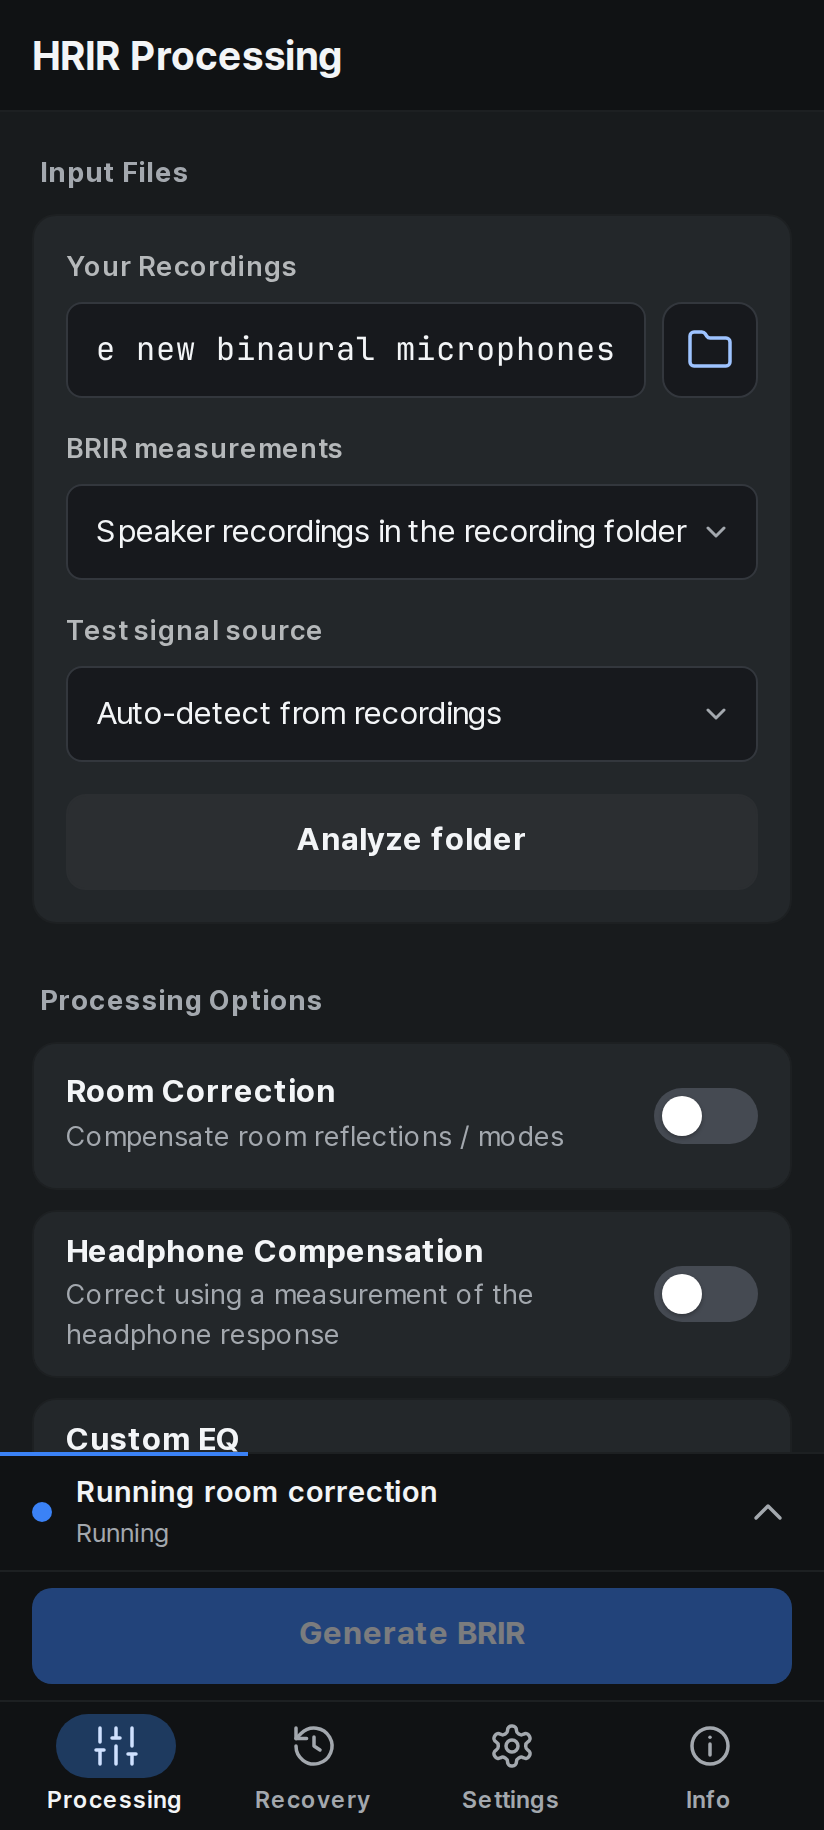 HRIR Processing
Input Files
Your Recordings
e new binaural microphones
BRIR measurements
Speaker recordings in the recording folder
Test signal source
Auto-detect from recordings
Analyze folder
Processing Options
Room Correction
Compensate room reflections / modes
Headphone Compensation
Correct using a measurement of the
headphone response
Custom EQ
Running room correction
Running
Generate BRIR
Processing
Recovery
Settings
Info